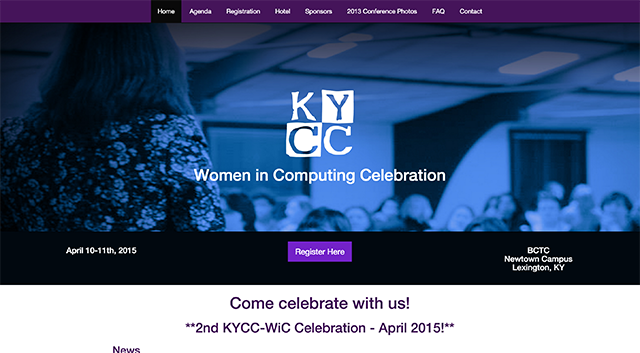 Home Agenda Registration Hotel Sponsors 2013 Conference Photos FAQ Contact
KY
CC
Women in Computing Celebration
April 10-11th, 2015
Register Here
BCTC
Newtown Campus
Lexington, KY
Come celebrate with us!
**2nd KYCC-WiC Celebration - April 2015!**
News